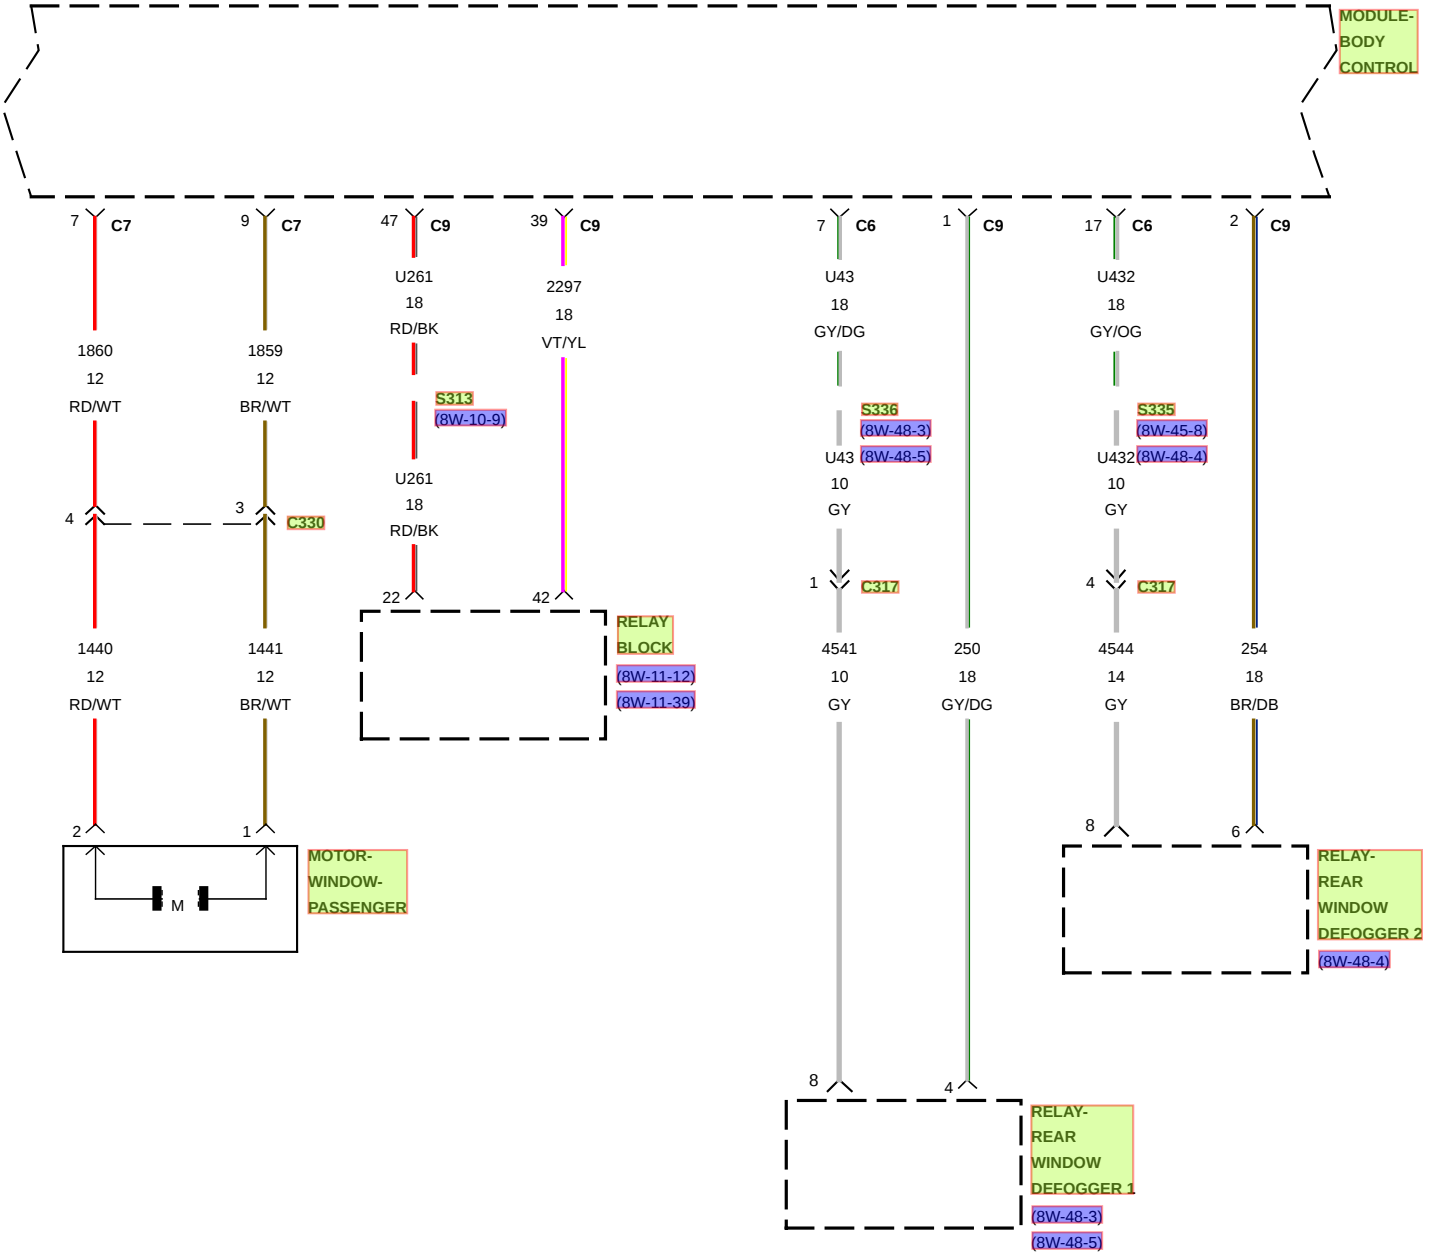 MODULE-
BODY
CONTROL
7 C7
9 C7
47 C9
39 C9
7 C6
1 C9
17 C6
2 C9
1860
12
RD/WT
1859
12
BR/WT
U261
18
RD/BK
2297
18
VT/YL
U43
18
GY/DG
U432
18
GY/OG
S313
(8W-10-9)
S336
(8W-48-3)
(8W-48-5)
S335
(8W-45-8)
(8W-48-4)
U261
18
RD/BK
U43
10
GY
U432
10
GY
4
3
C330
1
C317
4
C317
22
42
RELAY
BLOCK
(8W-11-12)
(8W-11-39)
1440
12
RD/WT
1441
12
BR/WT
4541
10
GY
250
18
GY/DG
4544
14
GY
254
18
BR/DB
2
1
8
6
M
MOTOR-
WINDOW-
PASSENGER
RELAY-
REAR
WINDOW
DEFOGGER 2
(8W-48-4)
8
4
RELAY-
REAR
WINDOW
DEFOGGER 1
(8W-48-3)
(8W-48-5)